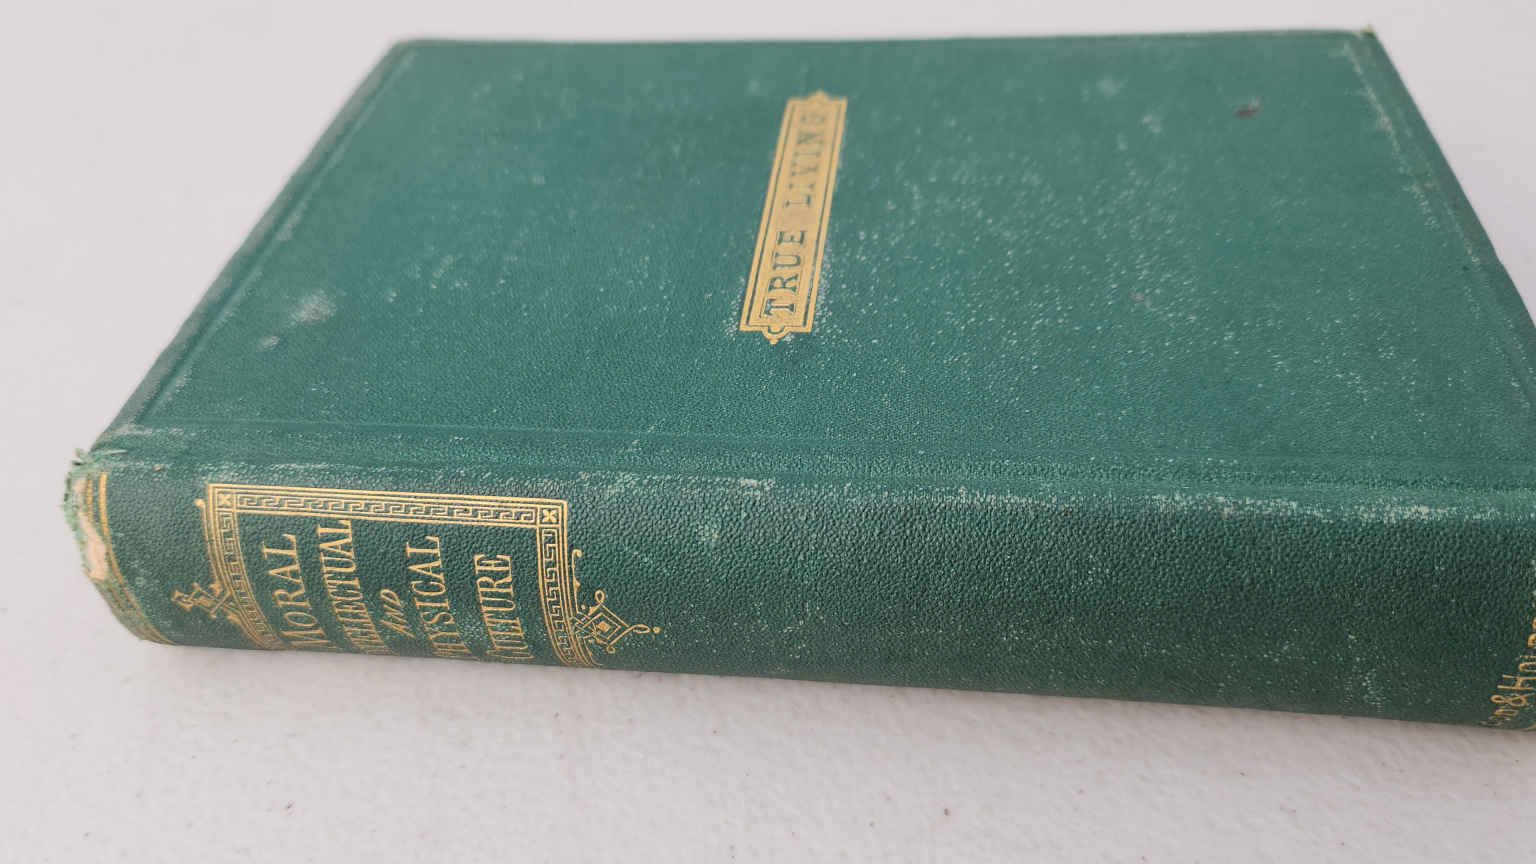 TRUE LIVING
MORAL
INTELLECTUAL
AND
PHYSICAL
CULTURE